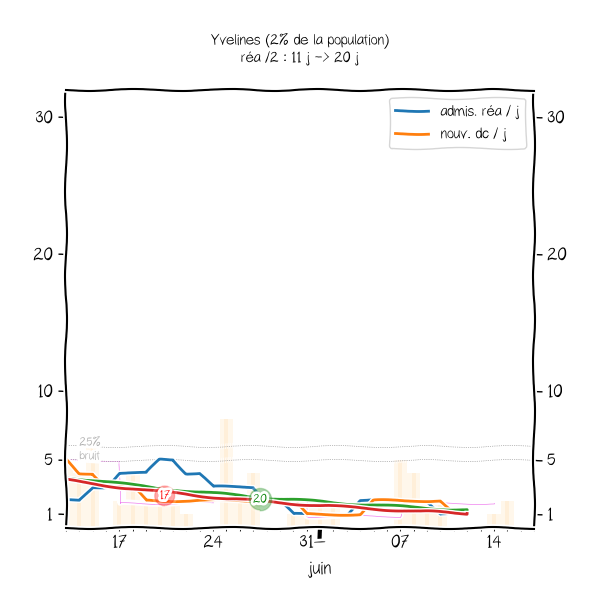 Yvelines (2% de la population)
réa /2 : 11 j -> 20 j
admis. réa / j
nouv. dc / j
30 30
20 20
10 10
25%
5 bruit 5
17 20
1 1
17 24 31 07 14
juin